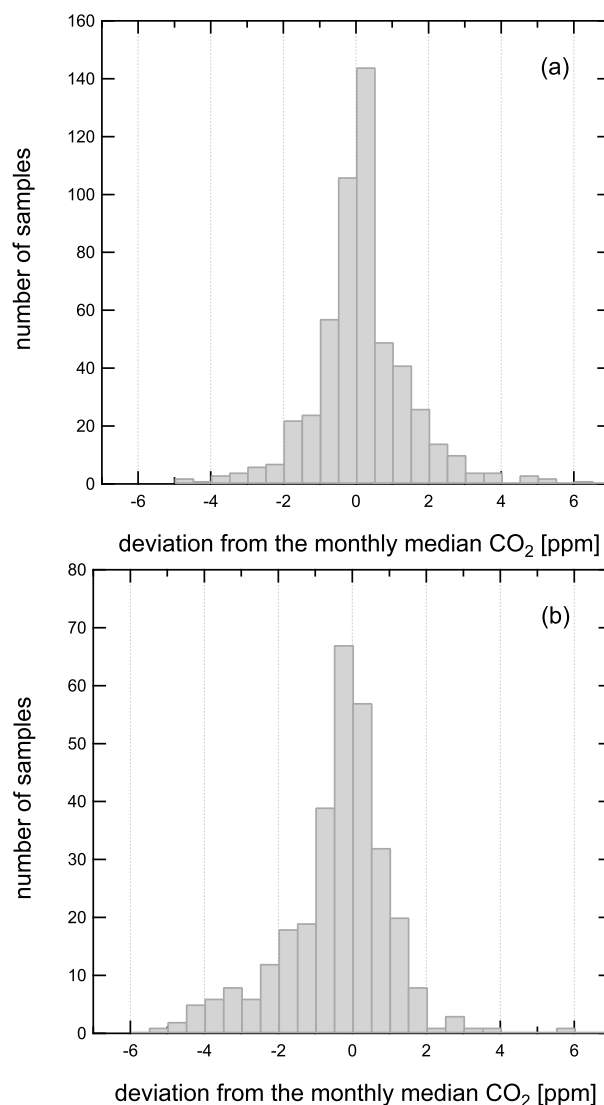 160
140
120
100
80
60
40
20
0
number of samples
(a)
-6 -4 -2 0 2 4 6
deviation from the monthly median CO₂ [ppm]
80
70
60
50
40
30
20
10
0
number of samples
(b)
-6 -4 -2 0 2 4 6
deviation from the monthly median CO₂ [ppm]